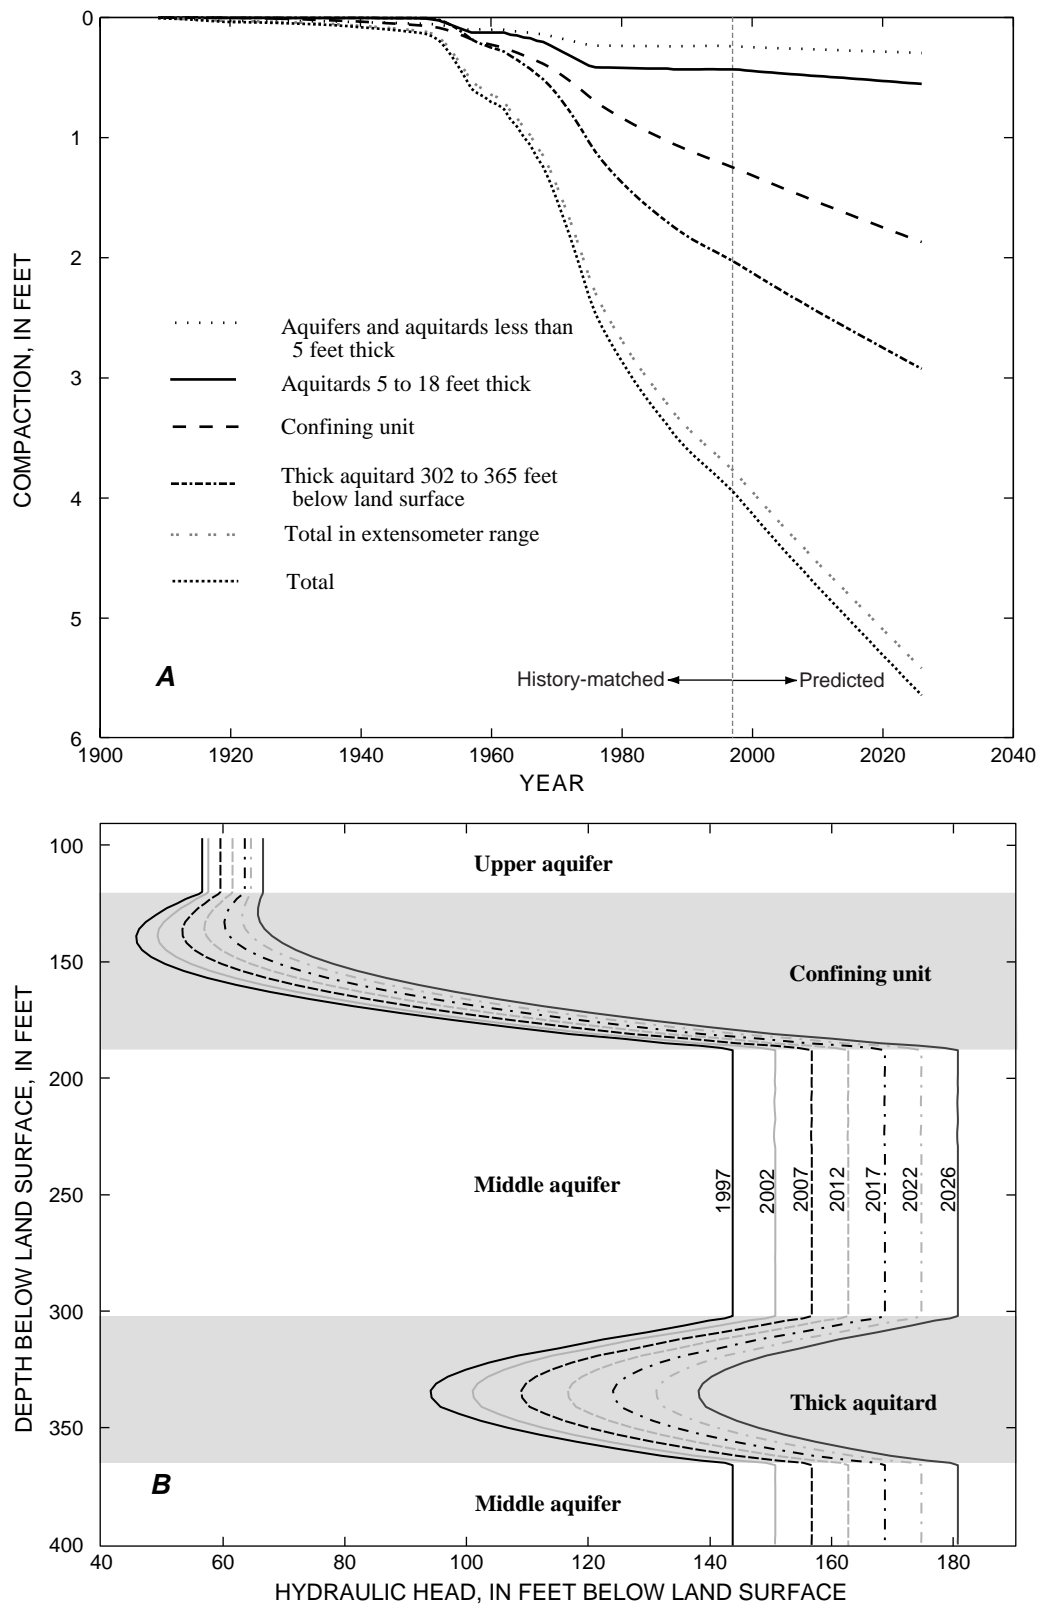 0
1
2
3
4
5
6
COMPACTION, IN FEET
Aquifers and aquitards less than
5 feet thick
Aquitards 5 to 18 feet thick
Confining unit
Thick aquitard 302 to 365 feet
below land surface
Total in extensometer range
Total
A
History-matched
Predicted
1900
1920
1940
1960
1980
2000
2020
2040
YEAR
100
150
200
250
300
350
400
DEPTH BELOW LAND SURFACE, IN FEET
Upper aquifer
Confining unit
Middle aquifer
1997
2002
2007
2012
2017
2022
2026
Thick aquitard
B
Middle aquifer
40
60
80
100
120
140
160
180
HYDRAULIC HEAD, IN FEET BELOW LAND SURFACE